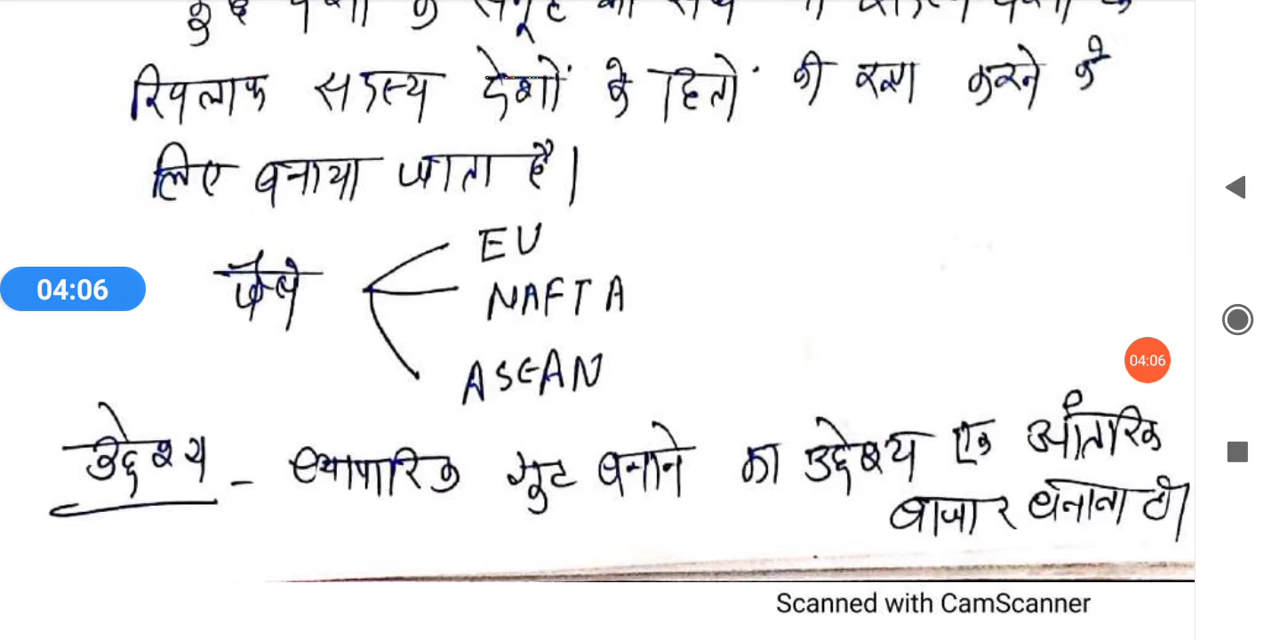 खिलाफ सदस्य देशों के हितों की रक्षा करने के
लिए बनाया जाता है।
जैसे
EU
NAFTA
ASEAN
04:06
04:06
उद्देश्य - व्यापारिक गुट बनाने का उद्देश्य एक आंतरिक
बाजार बनाना है।
Scanned with CamScanner